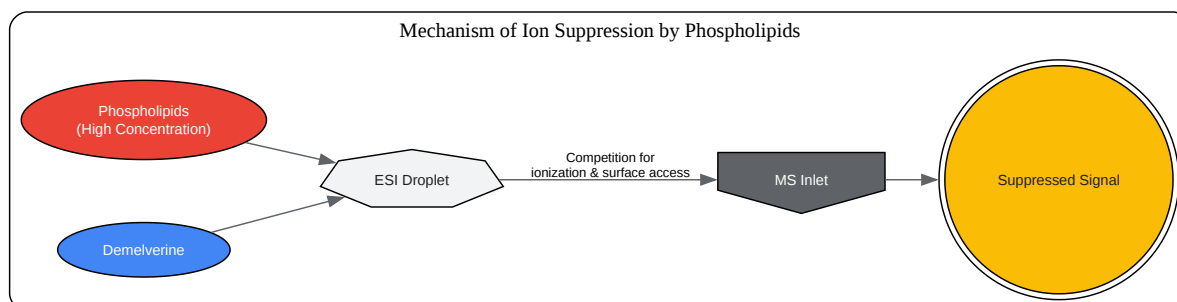 Mechanism of Ion Suppression by Phospholipids
Phospholipids
(High Concentration)
Demelverine
ESI Droplet
Competition for
ionization & surface access
MS Inlet
Suppressed Signal